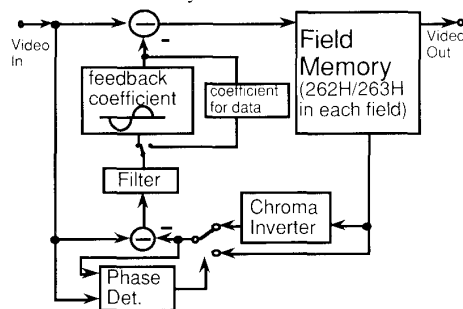 Video
In
−
−
Field
Memory
(262H/263H
in each field)
Video
Out
feedback
coefficient
coefficient
for data
Filter
−
−
Chroma
Inverter
Phase
Det.